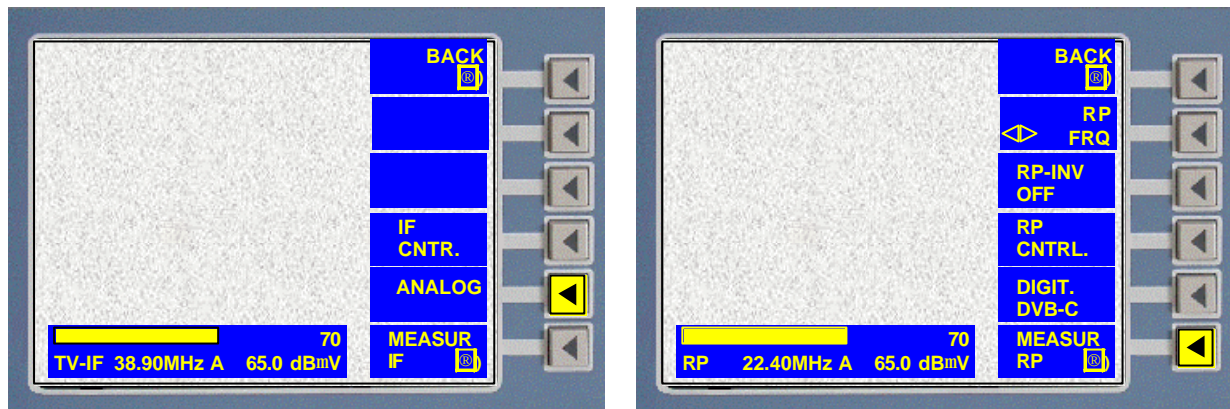 BACK
®)
IF
CNTR.
ANALOG
MEASUR
IF ®)
70
TV-IF 38.90MHz A 65.0 dBmV
BACK
®)
RP
◁▷ FRQ
RP-INV
OFF
RP
CNTRL.
DIGIT.
DVB-C
MEASUR
RP ®)
70
RP 22.40MHz A 65.0 dBmV